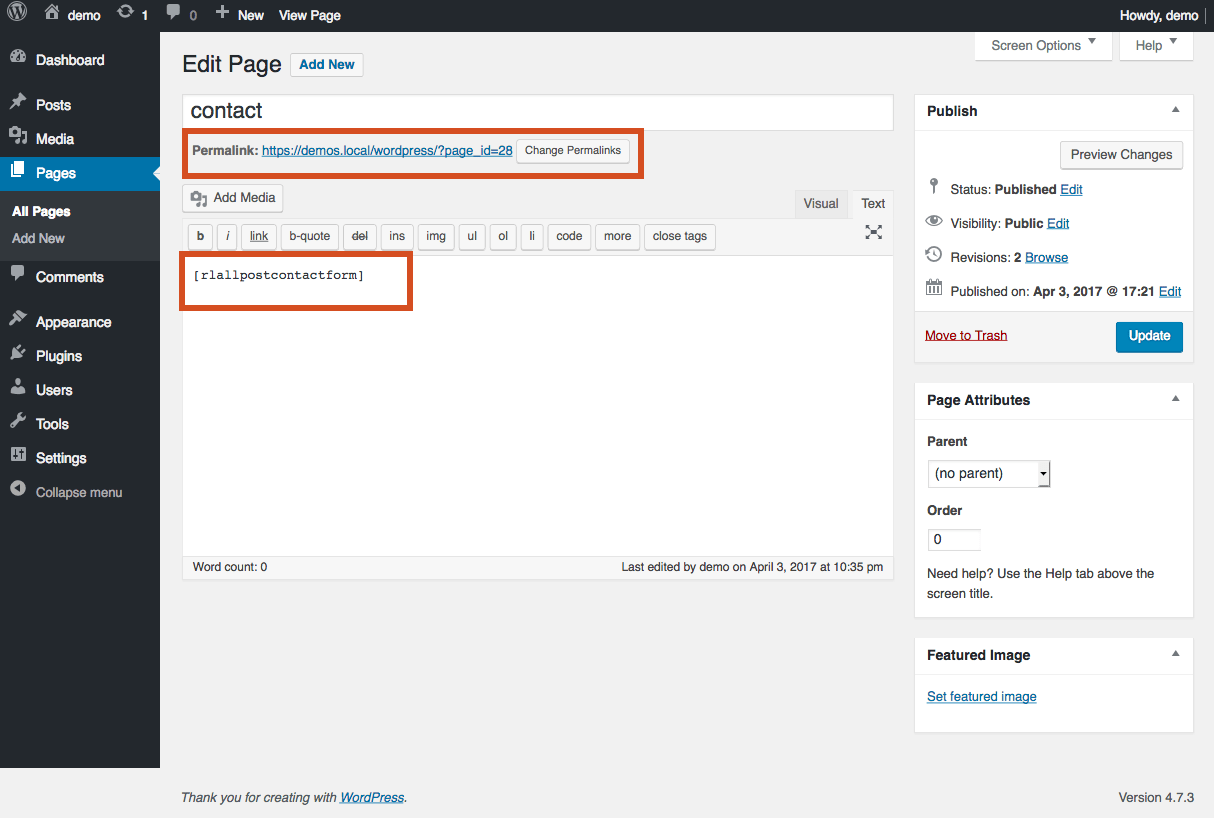 demo 1 0 New View Page Howdy, demo
Screen Options Help
Dashboard
Posts
Media
Pages
All Pages
Add New
Comments
Appearance
Plugins
Users
Tools
Settings
Collapse menu
Edit Page Add New
contact
Permalink: https://demos.local/wordpress/?page_id=28 Change Permalinks
Add Media
Visual Text
b i link b-quote del ins img ul ol li code more close tags
[rlallpostcontactform]
Word count: 0 Last edited by demo on April 3, 2017 at 10:35 pm
Publish
Preview Changes
Status: Published Edit
Visibility: Public Edit
Revisions: 2 Browse
Published on: Apr 3, 2017 @ 17:21 Edit
Move to Trash Update
Page Attributes
Parent
(no parent)
Order
0
Need help? Use the Help tab above the
screen title.
Featured Image
Set featured image
Thank you for creating with WordPress. Version 4.7.3